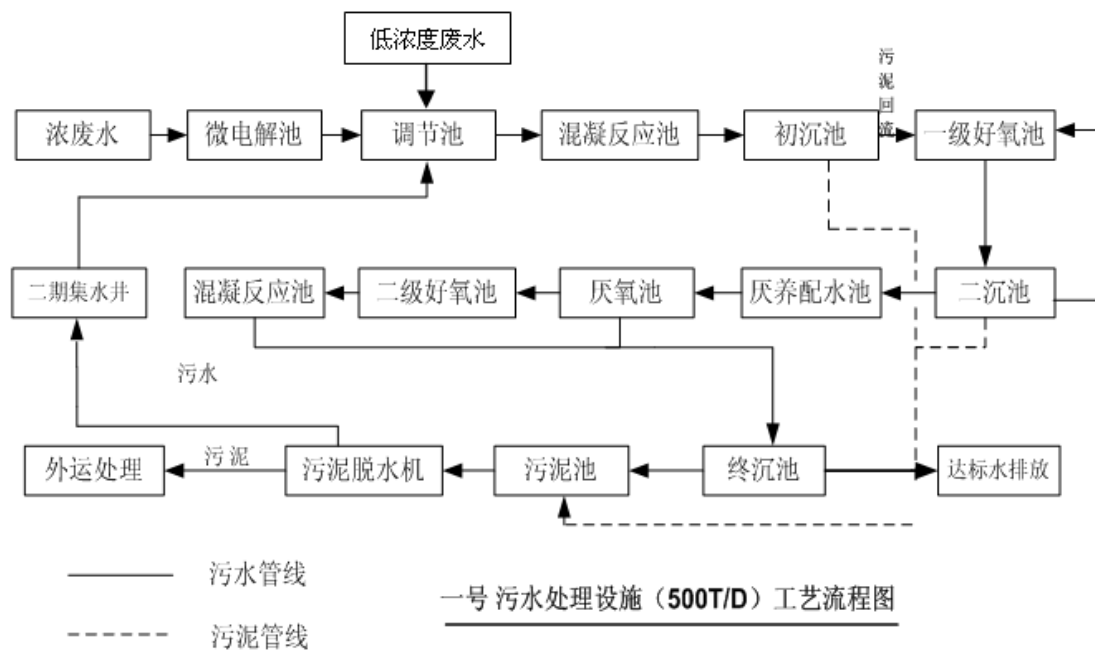 低浓度废水
污泥回流
浓废水
微电解池
调节池
混凝反应池
初沉池
一级好氧池
二期集水井
混凝反应池
二级好氧池
厌氧池
厌养配水池
二沉池
污水
外运处理
污泥
污泥脱水机
污泥池
终沉池
达标水排放
污水管线
一号 污水处理设施（500T/D）工艺流程图
污泥管线